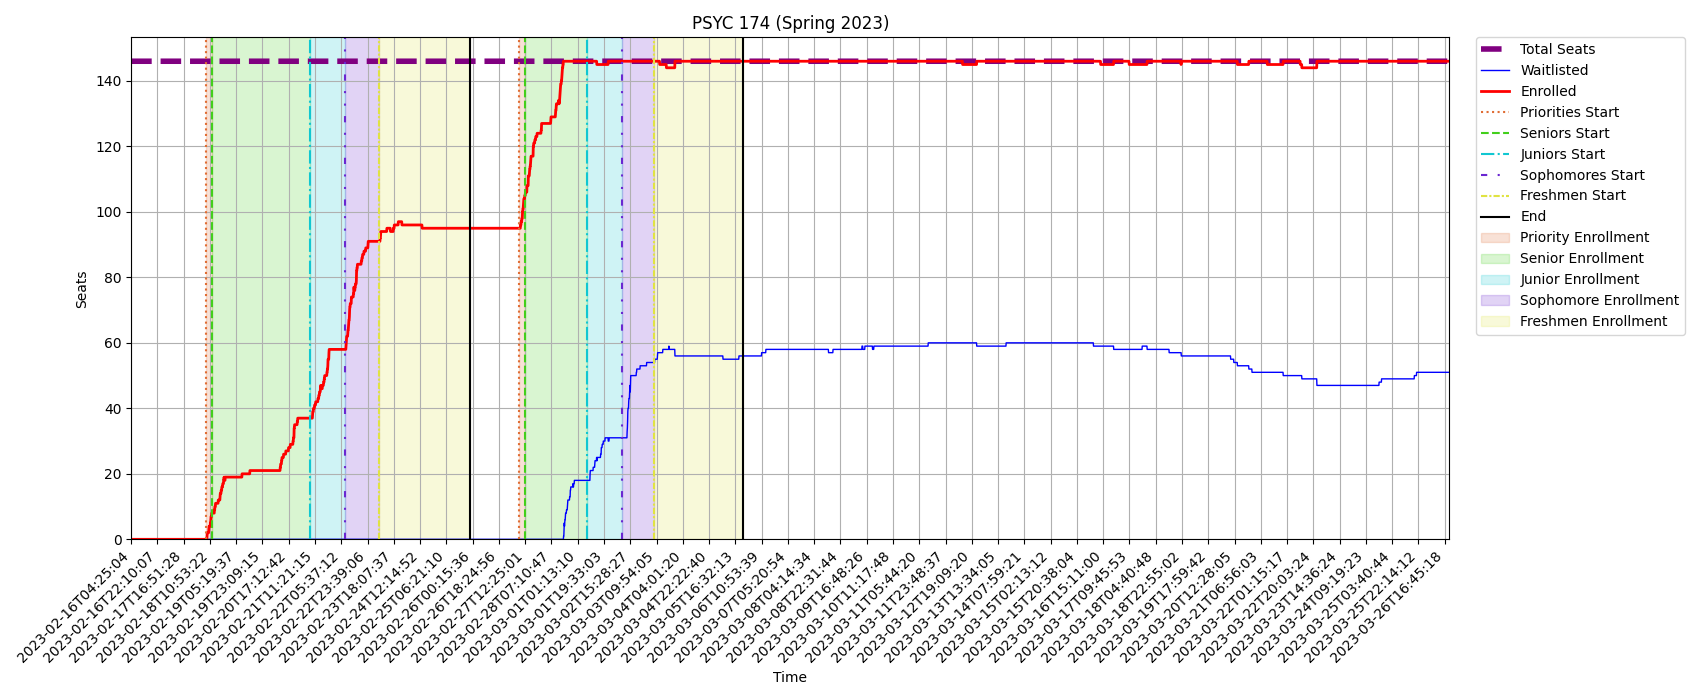 PSYC 174 (Spring 2023)
140
120
100
80
60
40
20
0
Seats
2023-02-16T04:25:04
2023-02-16T22:10:07
2023-02-17T16:51:28
2023-02-18T10:53:22
2023-02-19T05:19:37
2023-02-19T23:09:15
2023-02-20T17:12:42
2023-02-21T11:21:15
2023-02-22T05:37:12
2023-02-22T23:39:06
2023-02-23T18:07:37
2023-02-24T12:14:52
2023-02-25T06:21:10
2023-02-26T00:15:36
2023-02-26T18:24:56
2023-02-27T12:25:01
2023-02-28T07:10:47
2023-03-01T01:13:10
2023-03-01T19:33:03
2023-03-02T15:28:27
2023-03-03T09:54:05
2023-03-04T04:01:20
2023-03-04T22:22:40
2023-03-05T16:32:13
2023-03-06T10:53:39
2023-03-07T05:20:54
2023-03-08T04:14:34
2023-03-08T22:31:44
2023-03-09T16:48:26
2023-03-10T11:17:48
2023-03-11T05:44:20
2023-03-11T23:48:37
2023-03-12T19:09:20
2023-03-13T13:34:05
2023-03-14T07:59:21
2023-03-15T02:13:12
2023-03-15T20:38:04
2023-03-16T15:11:00
2023-03-17T09:45:53
2023-03-18T04:40:48
2023-03-18T22:55:02
2023-03-19T17:59:42
2023-03-20T12:28:05
2023-03-21T06:56:03
2023-03-22T01:15:17
2023-03-22T20:03:24
2023-03-23T14:36:24
2023-03-24T09:19:23
2023-03-25T03:40:44
2023-03-25T22:14:12
2023-03-26T16:45:18
Time
Total Seats
Waitlisted
Enrolled
Priorities Start
Seniors Start
Juniors Start
Sophomores Start
Freshmen Start
End
Priority Enrollment
Senior Enrollment
Junior Enrollment
Sophomore Enrollment
Freshmen Enrollment